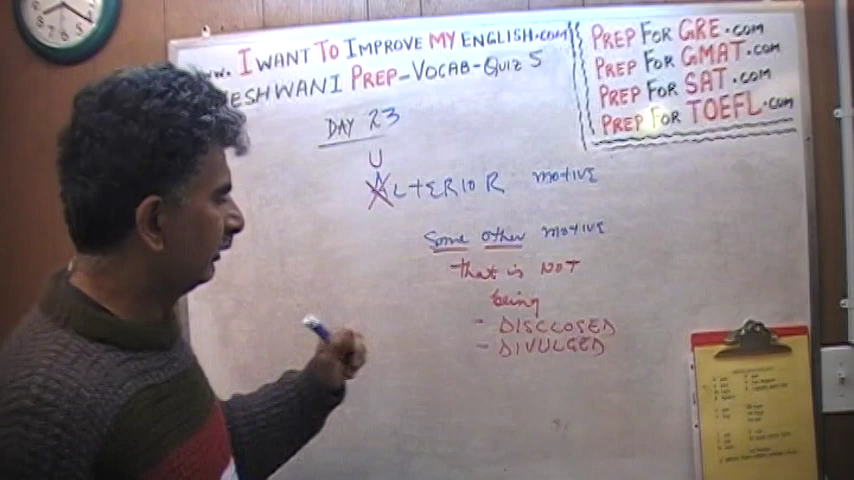 www. I WANT TO IMPROVE MY ENGLISH.COM
ESHWANI PREP-VOCAB-QUIZ 5
PREP FOR GRE.COM
PREP FOR GMAT.COM
PREP FOR SAT.COM
PREP FOR TOEFL.COM
DAY 23
U
ALTERIOR MOTIVE
Some other MOTIVE
that is NOT
being
- DISCLOSED
- DIVULGED